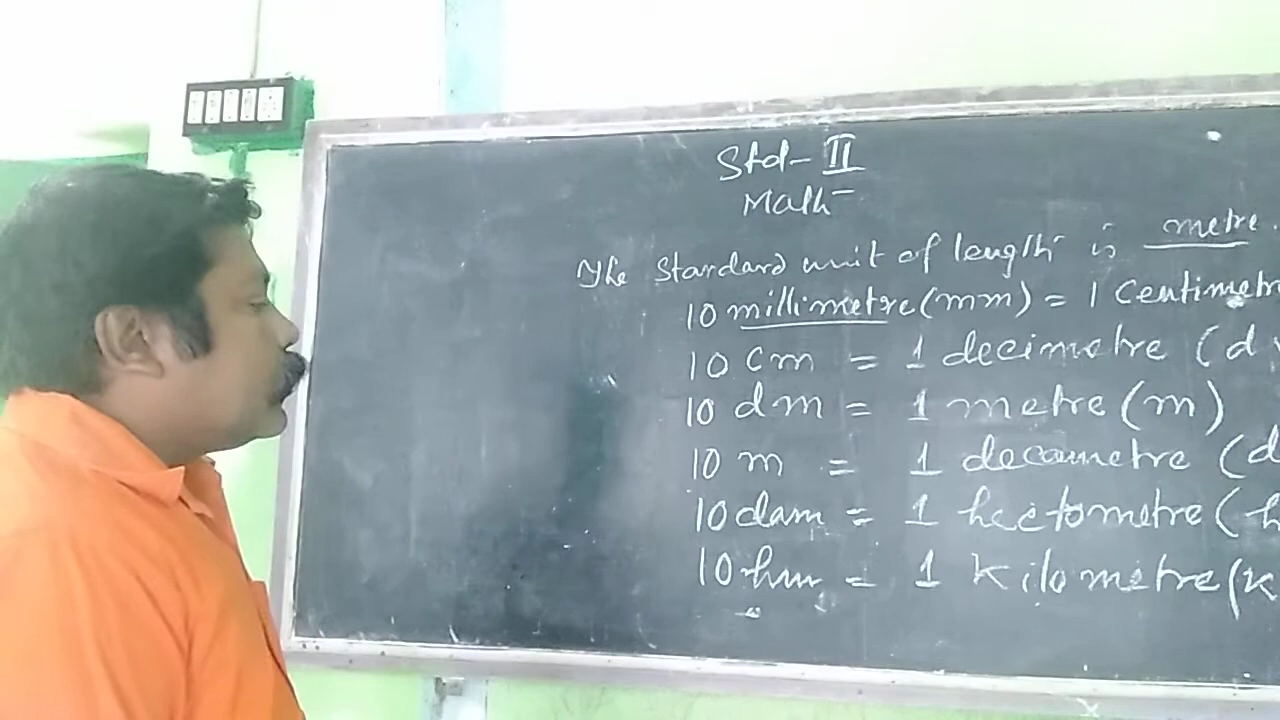 Std- II
Math
The Standard unit of length is metre.
10 millimetre (mm) = 1 Centimetre
10 cm = 1 decimetre (d
10 dm = 1 metre (m)
10 m = 1 decametre (d
10 dam = 1 hectometre (h
10 hm = 1 Kilometre (K